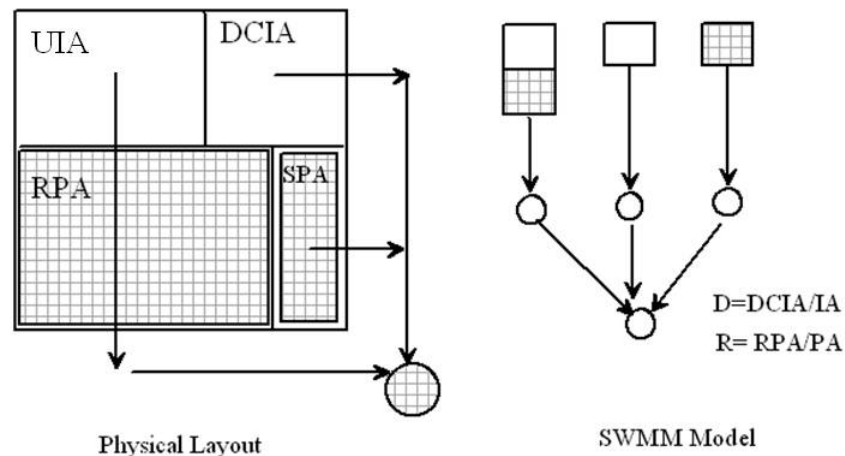 UIA
DCIA
RPA
SPA
D=DCIA/IA
R= RPA/PA
Physical Layout
SWMM Model